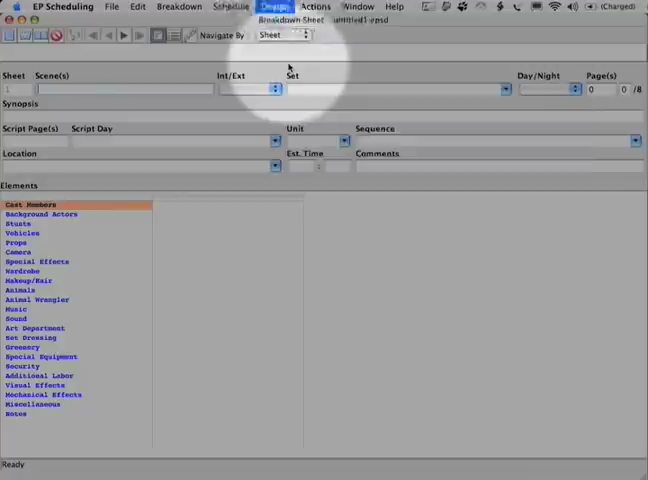 EP Scheduling File Edit Breakdown Schedule Design Actions Window Help (Charged)
Breakdown Sheet untitled1.epsd
Navigate By Sheet
Sheet Scene(s) Int/Ext Set Day/Night Page(s)
1 0 0 /8
Synopsis
Script Page(s) Script Day Unit Sequence
Location Est. Time Comments
:
Elements
Cast Members
Background Actors
Stunts
Vehicles
Props
Camera
Special Effects
Wardrobe
Makeup/Hair
Animals
Animal Wrangler
Music
Sound
Art Department
Set Dressing
Greenery
Special Equipment
Security
Additional Labor
Visual Effects
Mechanical Effects
Miscellaneous
Notes
Ready